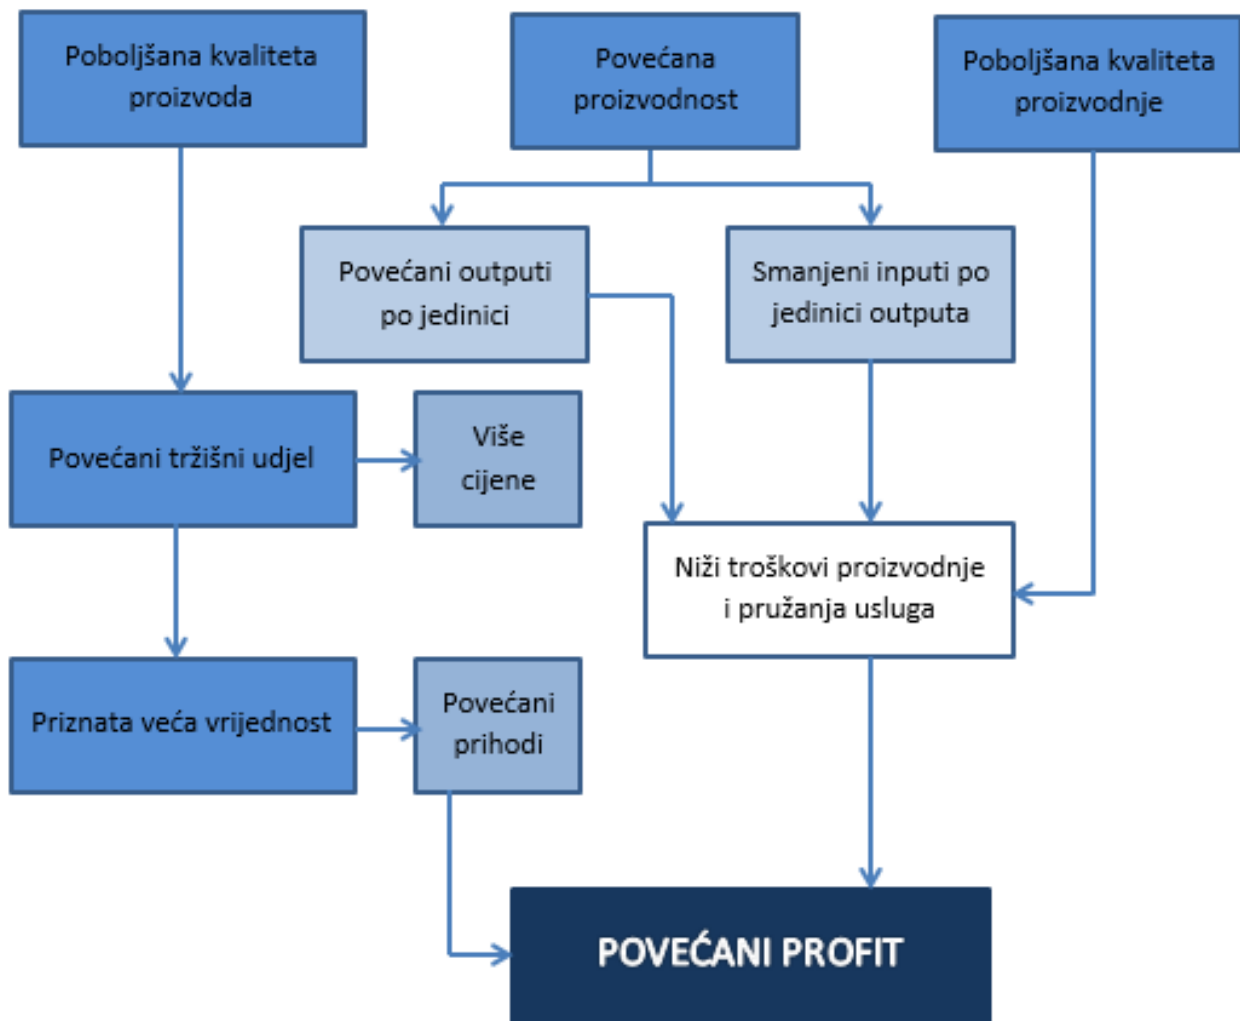 Poboljšana kvaliteta
proizvoda
Povećana
proizvodnost
Poboljšana kvaliteta
proizvodnje
Povećani outputi
po jedinici
Smanjeni inputi po
jedinici outputa
Povećani tržišni udjel
Više
cijene
Niži troškovi proizvodnje
i pružanja usluga
Priznata veća vrijednost
Povećani
prihodi
POVEĆANI PROFIT